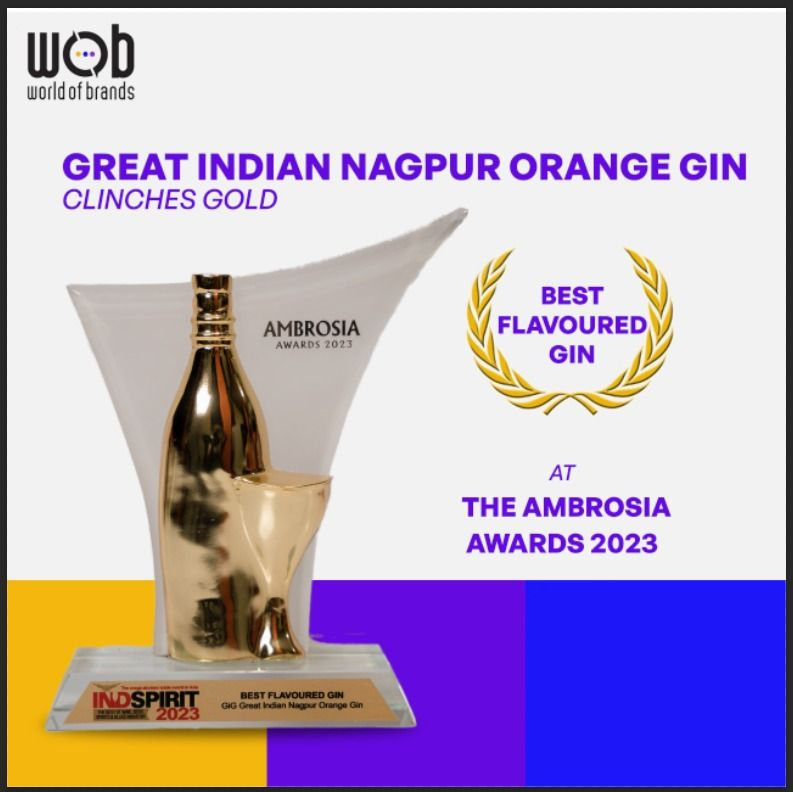 wob
world of brands
GREAT INDIAN NAGPUR ORANGE GIN
CLINCHES GOLD
AMBROSIA
AWARDS 2023
BEST
FLAVOURED
GIN
AT
THE AMBROSIA
AWARDS 2023
INDSPIRIT
2023
BEST FLAVOURED GIN
GIG Great Indian Nagpur Orange Gin